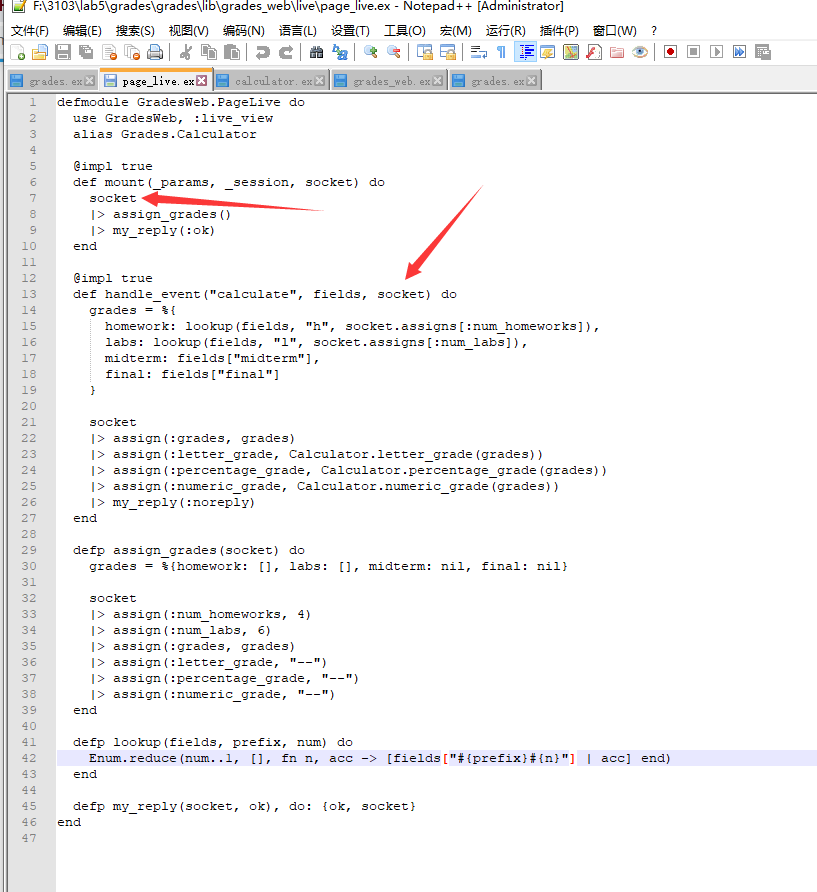 F:\3103\lab5\grades\grades\lib\grades_web\live\page_live.ex - Notepad++ [Administrator]
文件(F) 编辑(E) 搜索(S) 视图(V) 编码(N) 语言(L) 设置(T) 工具(O) 宏(M) 运行(R) 插件(P) 窗口(W) ?
grades.ex page_live.ex calculator.ex grades_web.ex grades.ex
1 defmodule GradesWeb.PageLive do
2   use GradesWeb, :live_view
3   alias Grades.Calculator
4
5   @impl true
6   def mount(_params, _session, socket) do
7     socket
8     |> assign_grades()
9     |> my_reply(:ok)
10   end
11
12   @impl true
13   def handle_event("calculate", fields, socket) do
14     grades = %{
15       homework: lookup(fields, "h", socket.assigns[:num_homeworks]),
16       labs: lookup(fields, "l", socket.assigns[:num_labs]),
17       midterm: fields["midterm"],
18       final: fields["final"]
19     }
20
21     socket
22     |> assign(:grades, grades)
23     |> assign(:letter_grade, Calculator.letter_grade(grades))
24     |> assign(:percentage_grade, Calculator.percentage_grade(grades))
25     |> assign(:numeric_grade, Calculator.numeric_grade(grades))
26     |> my_reply(:noreply)
27   end
28
29   defp assign_grades(socket) do
30     grades = %{homework: [], labs: [], midterm: nil, final: nil}
31
32     socket
33     |> assign(:num_homeworks, 4)
34     |> assign(:num_labs, 6)
35     |> assign(:grades, grades)
36     |> assign(:letter_grade, "--")
37     |> assign(:percentage_grade, "--")
38     |> assign(:numeric_grade, "--")
39   end
40
41   defp lookup(fields, prefix, num) do
42     Enum.reduce(num..1, [], fn n, acc -> [fields["#{prefix}#{n}"] | acc] end)
43   end
44
45   defp my_reply(socket, ok), do: {ok, socket}
46 end
47